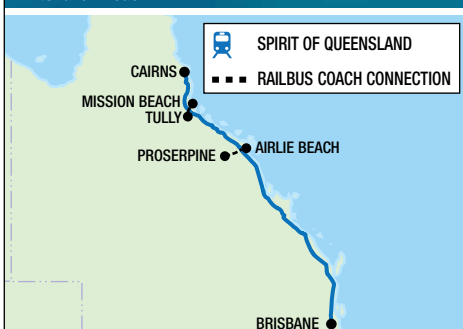 SPIRIT OF QUEENSLAND
RAILBUS COACH CONNECTION
CAIRNS
MISSION BEACH
TULLY
AIRLIE BEACH
PROSERPINE
BRISBANE